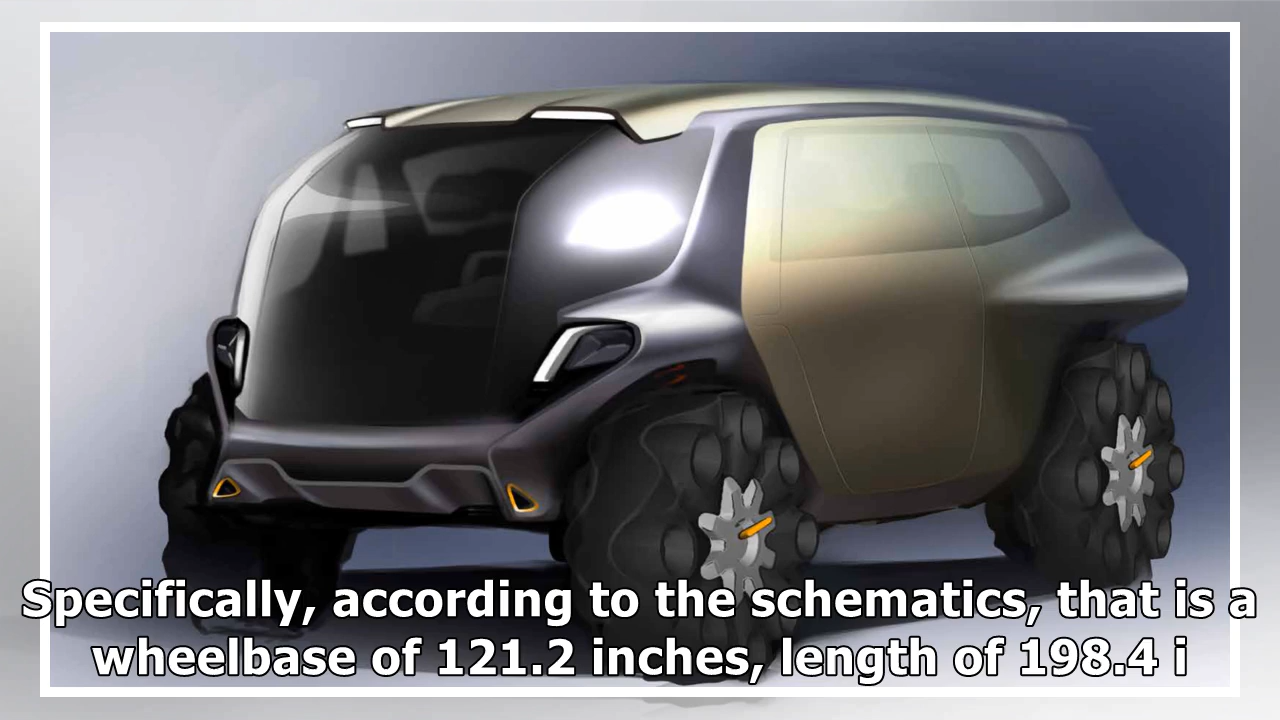 Specifically, according to the schematics, that is a
wheelbase of 121.2 inches, length of 198.4 i